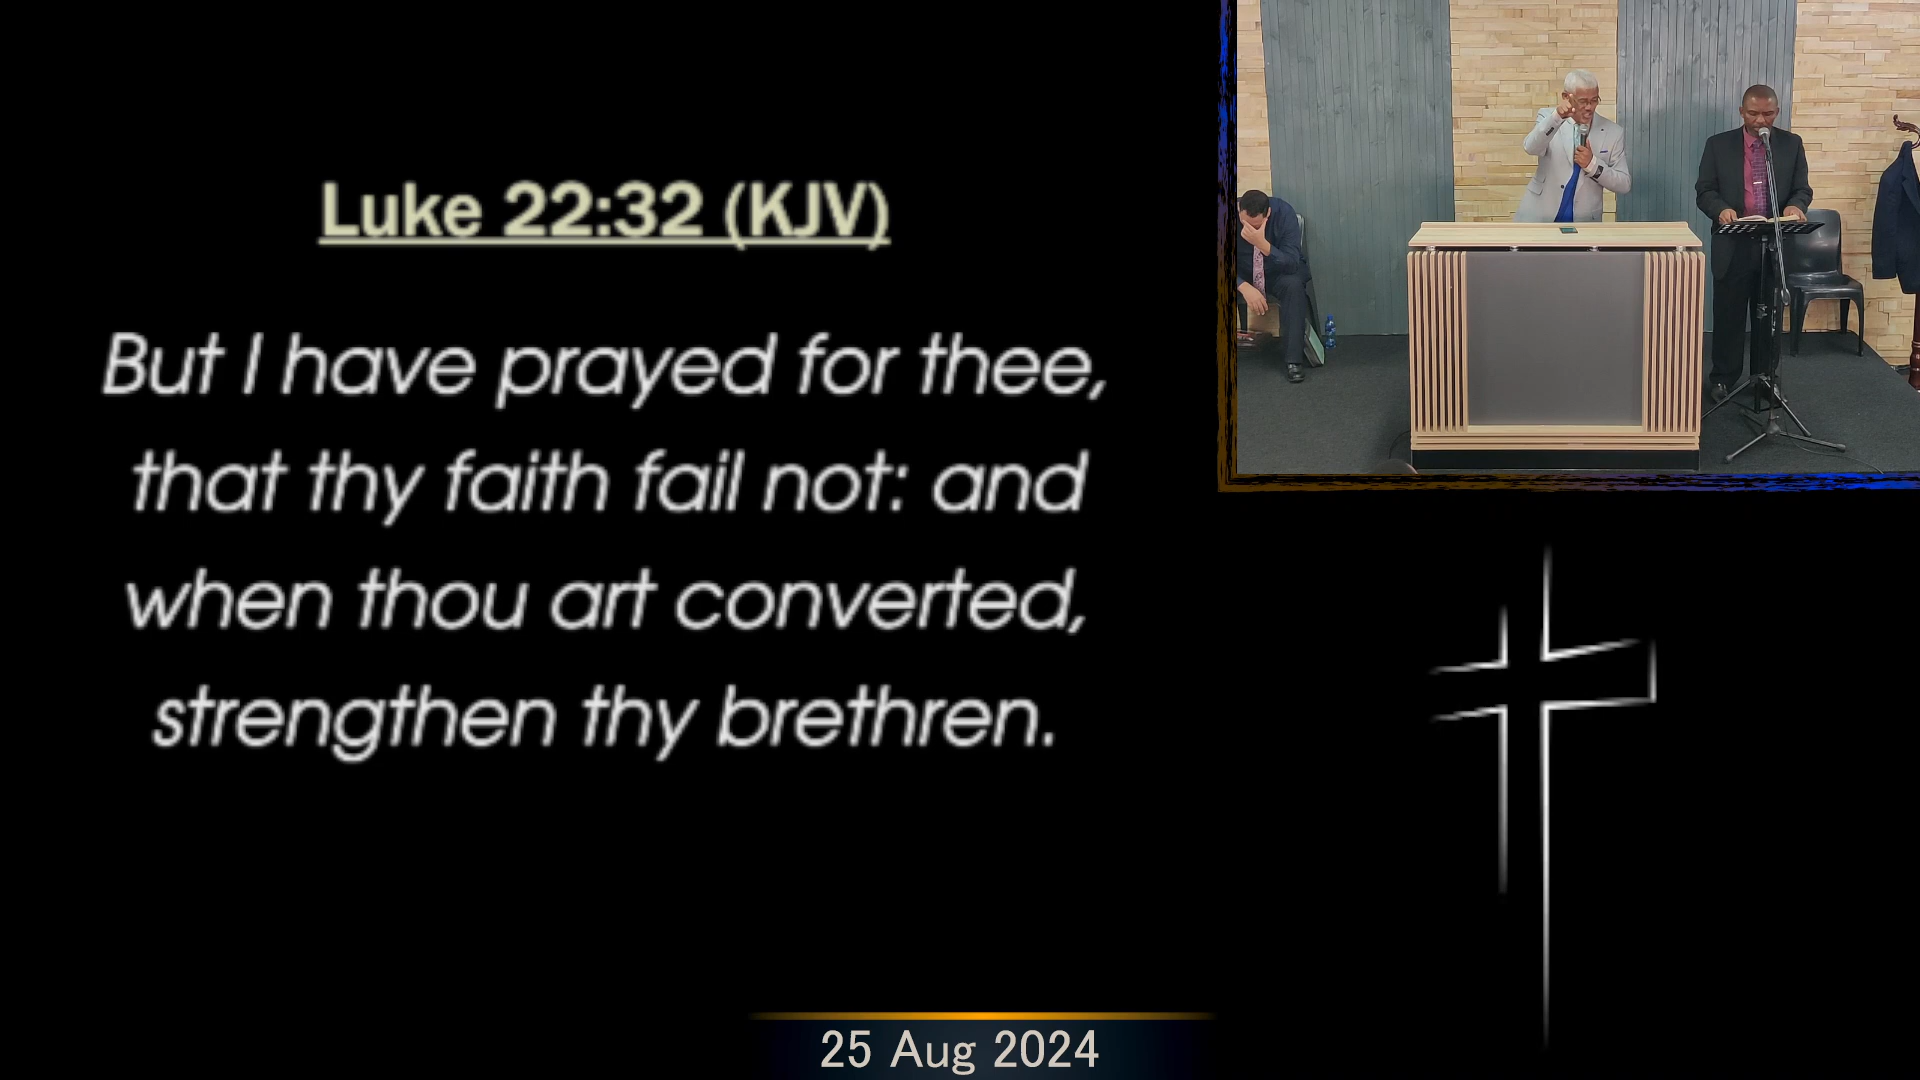 Luke 22:32 (KJV)
But I have prayed for thee,
that thy faith fail not: and
when thou art converted,
strengthen thy brethren.
25 Aug 2024